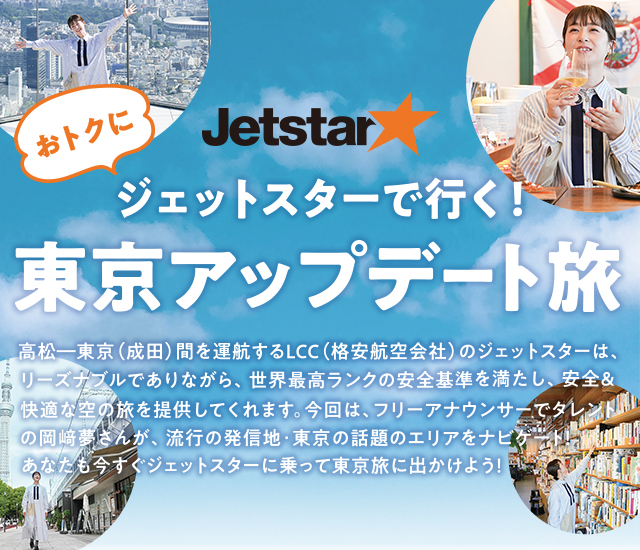 おトクに
Jetstar
ジェットスターで行く!
東京アップデート旅
高松―東京(成田)間を運航するLCC(格安航空会社)のジェットスターは、
リーズナブルでありながら、世界最高ランクの安全基準を満たし、安全&
快適な空の旅を提供してくれます。今回は、フリーアナウンサーでタレント
の岡﨑夢さんが、流行の発信地・東京の話題のエリアをナビゲート!
あなたも今すぐジェットスターに乗って東京旅に出かけよう!